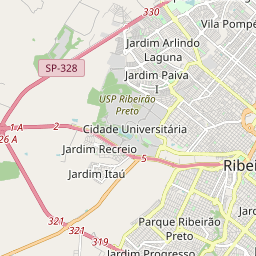 330
Vila Pompé
Jardim Arlindo
Laguna
SP-328
Jardim Paiva
I
USP Ribeirão
Preto
1 A
2
Cidade Universitária
26 A
Jardim Recreio
5
Ribei
Jardim Itaú
321
Parque Ribeirão
Preto
321
319
Jardim Progresso